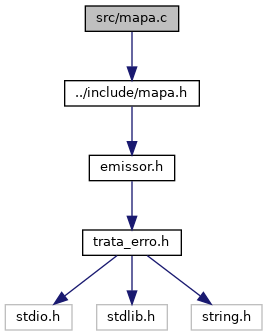 src/mapa.c
../include/mapa.h
emissor.h
trata_erro.h
stdio.h
stdlib.h
string.h